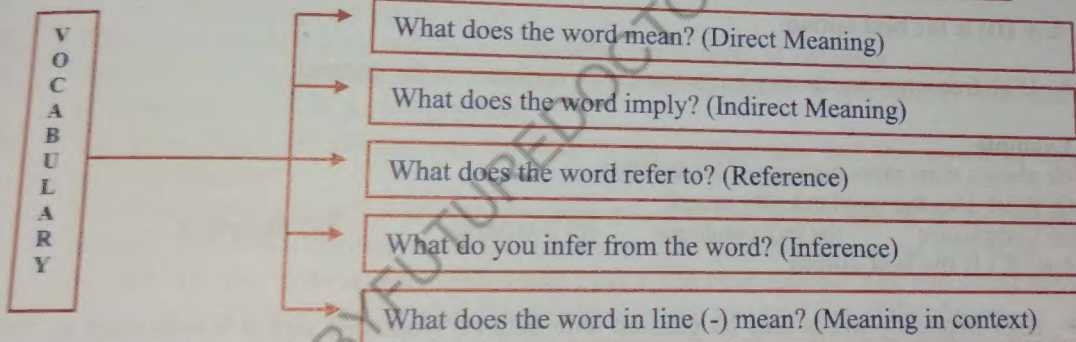 VOCABULARY
What does the word mean? (Direct Meaning)
What does the word imply? (Indirect Meaning)
What does the word refer to? (Reference)
What do you infer from the word? (Inference)
What does the word in line (-) mean? (Meaning in context)
BYFUTUREDOCTO